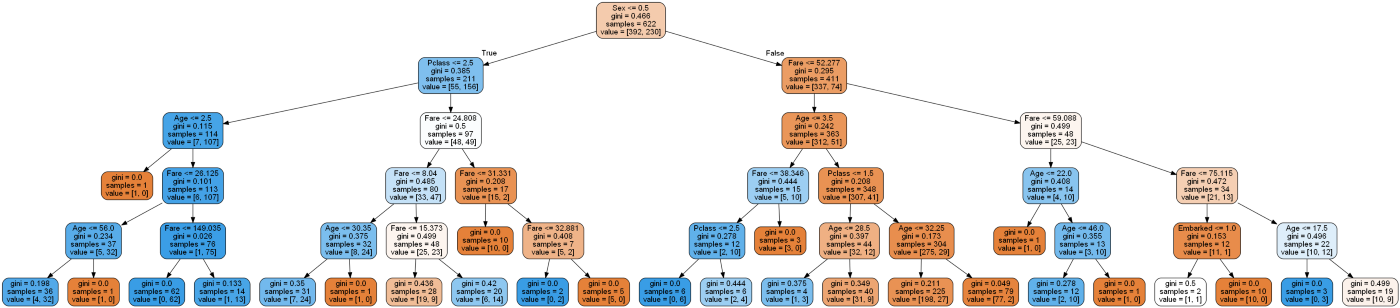 Sex <= 0.5
gini = 0.466
samples = 622
value = [392, 230]
True
False
Pclass <= 2.5
gini = 0.385
samples = 211
value = [55, 156]
Fare <= 52.277
gini = 0.295
samples = 411
value = [337, 74]
Age <= 2.5
gini = 0.115
samples = 114
value = [7, 107]
Fare <= 24.808
gini = 0.5
samples = 97
value = [48, 49]
Age <= 3.5
gini = 0.242
samples = 363
value = [312, 51]
Fare <= 59.088
gini = 0.499
samples = 48
value = [25, 23]
gini = 0.0
samples = 1
value = [1, 0]
Fare <= 26.125
gini = 0.101
samples = 113
value = [6, 107]
Fare <= 8.04
gini = 0.485
samples = 80
value = [33, 47]
Fare <= 31.331
gini = 0.208
samples = 17
value = [15, 2]
Fare <= 38.346
gini = 0.444
samples = 15
value = [5, 10]
Pclass <= 1.5
gini = 0.208
samples = 348
value = [307, 41]
Age <= 22.0
gini = 0.408
samples = 14
value = [4, 10]
Fare <= 75.115
gini = 0.472
samples = 34
value = [21, 13]
Age <= 56.0
gini = 0.234
samples = 37
value = [5, 32]
Fare <= 149.035
gini = 0.026
samples = 76
value = [1, 75]
Age <= 30.35
gini = 0.375
samples = 32
value = [8, 24]
Fare <= 15.373
gini = 0.499
samples = 48
value = [25, 23]
gini = 0.0
samples = 10
value = [10, 0]
Fare <= 32.881
gini = 0.408
samples = 7
value = [5, 2]
Pclass <= 2.5
gini = 0.278
samples = 12
value = [2, 10]
gini = 0.0
samples = 3
value = [3, 0]
Age <= 28.5
gini = 0.397
samples = 44
value = [32, 12]
Age <= 32.25
gini = 0.173
samples = 304
value = [275, 29]
gini = 0.0
samples = 1
value = [1, 0]
Age <= 46.0
gini = 0.355
samples = 13
value = [3, 10]
Embarked <= 1.0
gini = 0.153
samples = 12
value = [11, 1]
Age <= 17.5
gini = 0.496
samples = 22
value = [10, 12]
gini = 0.198
samples = 36
value = [4, 32]
gini = 0.0
samples = 1
value = [1, 0]
gini = 0.0
samples = 62
value = [0, 62]
gini = 0.133
samples = 14
value = [1, 13]
gini = 0.35
samples = 31
value = [7, 24]
gini = 0.0
samples = 1
value = [1, 0]
gini = 0.436
samples = 28
value = [19, 9]
gini = 0.42
samples = 20
value = [6, 14]
gini = 0.0
samples = 2
value = [0, 2]
gini = 0.0
samples = 5
value = [5, 0]
gini = 0.0
samples = 6
value = [0, 6]
gini = 0.444
samples = 6
value = [2, 4]
gini = 0.375
samples = 4
value = [1, 3]
gini = 0.349
samples = 40
value = [31, 9]
gini = 0.211
samples = 225
value = [198, 27]
gini = 0.049
samples = 79
value = [77, 2]
gini = 0.278
samples = 12
value = [2, 10]
gini = 0.0
samples = 1
value = [1, 0]
gini = 0.5
samples = 2
value = [1, 1]
gini = 0.0
samples = 10
value = [10, 0]
gini = 0.0
samples = 3
value = [0, 3]
gini = 0.499
samples = 19
value = [10, 9]